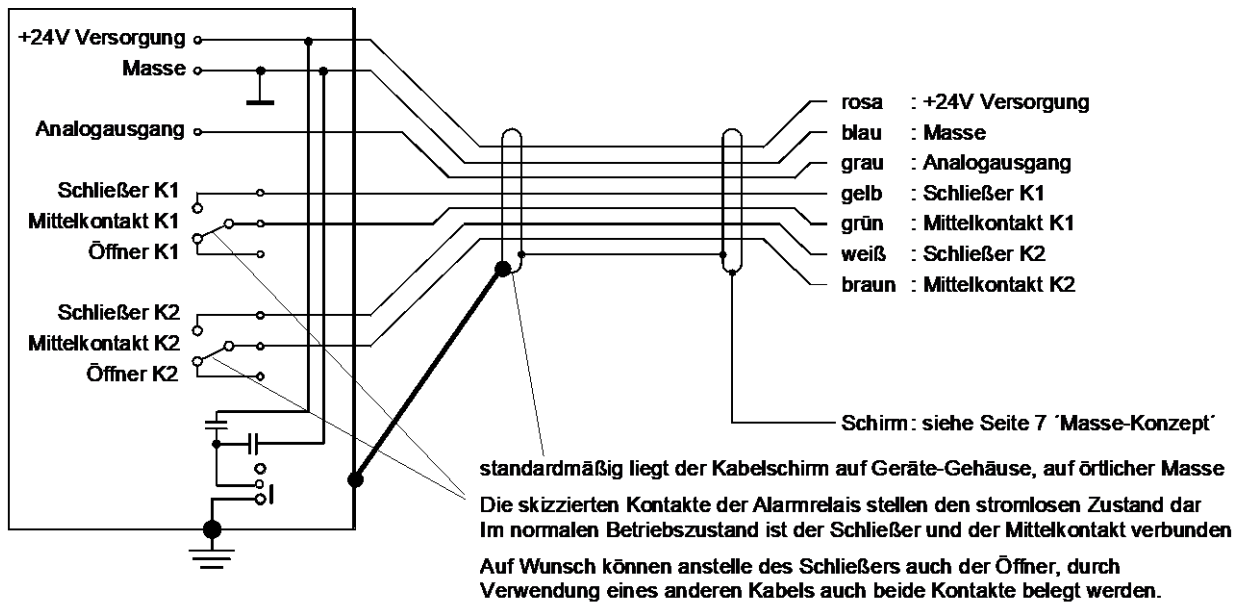 +24V Versorgung
Masse
Analogausgang
Schließer K1
Mittelkontakt K1
Öffner K1
Schließer K2
Mittelkontakt K2
Öffner K2
rosa : +24V Versorgung
blau : Masse
grau : Analogausgang
gelb : Schließer K1
grün : Mittelkontakt K1
weiß : Schließer K2
braun : Mittelkontakt K2
Schirm : siehe Seite 7 ´Masse-Konzept´
standardmäßig liegt der Kabelschirm auf Geräte-Gehäuse, auf örtlicher Masse
Die skizzierten Kontakte der Alarmrelais stellen den stromlosen Zustand dar
Im normalen Betriebszustand ist der Schließer und der Mittelkontakt verbunden
Auf Wunsch können anstelle des Schließers auch der Öffner, durch
Verwendung eines anderen Kabels auch beide Kontakte belegt werden.